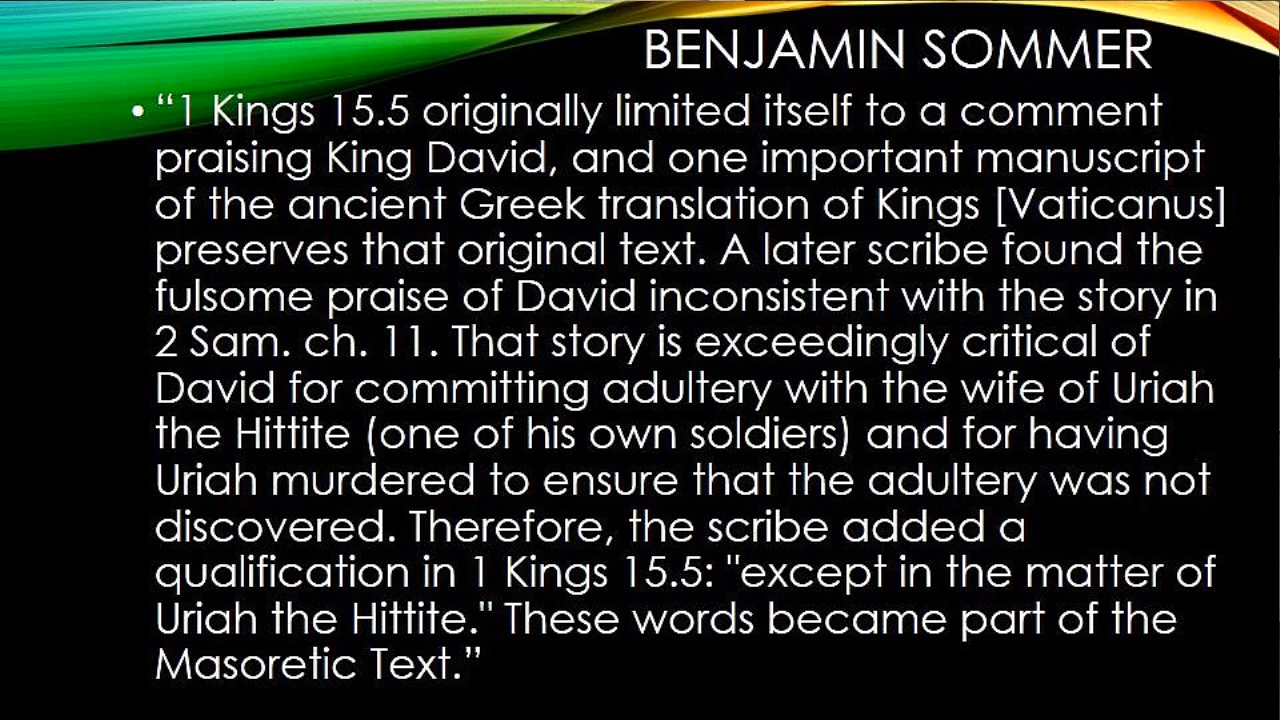 BENJAMIN SOMMER
• “1 Kings 15.5 originally limited itself to a comment
praising King David, and one important manuscript
of the ancient Greek translation of Kings [Vaticanus]
preserves that original text. A later scribe found the
fulsome praise of David inconsistent with the story in
2 Sam. ch. 11. That story is exceedingly critical of
David for committing adultery with the wife of Uriah
the Hittite (one of his own soldiers) and for having
Uriah murdered to ensure that the adultery was not
discovered. Therefore, the scribe added a
qualification in 1 Kings 15.5: "except in the matter of
Uriah the Hittite." These words became part of the
Masoretic Text.”